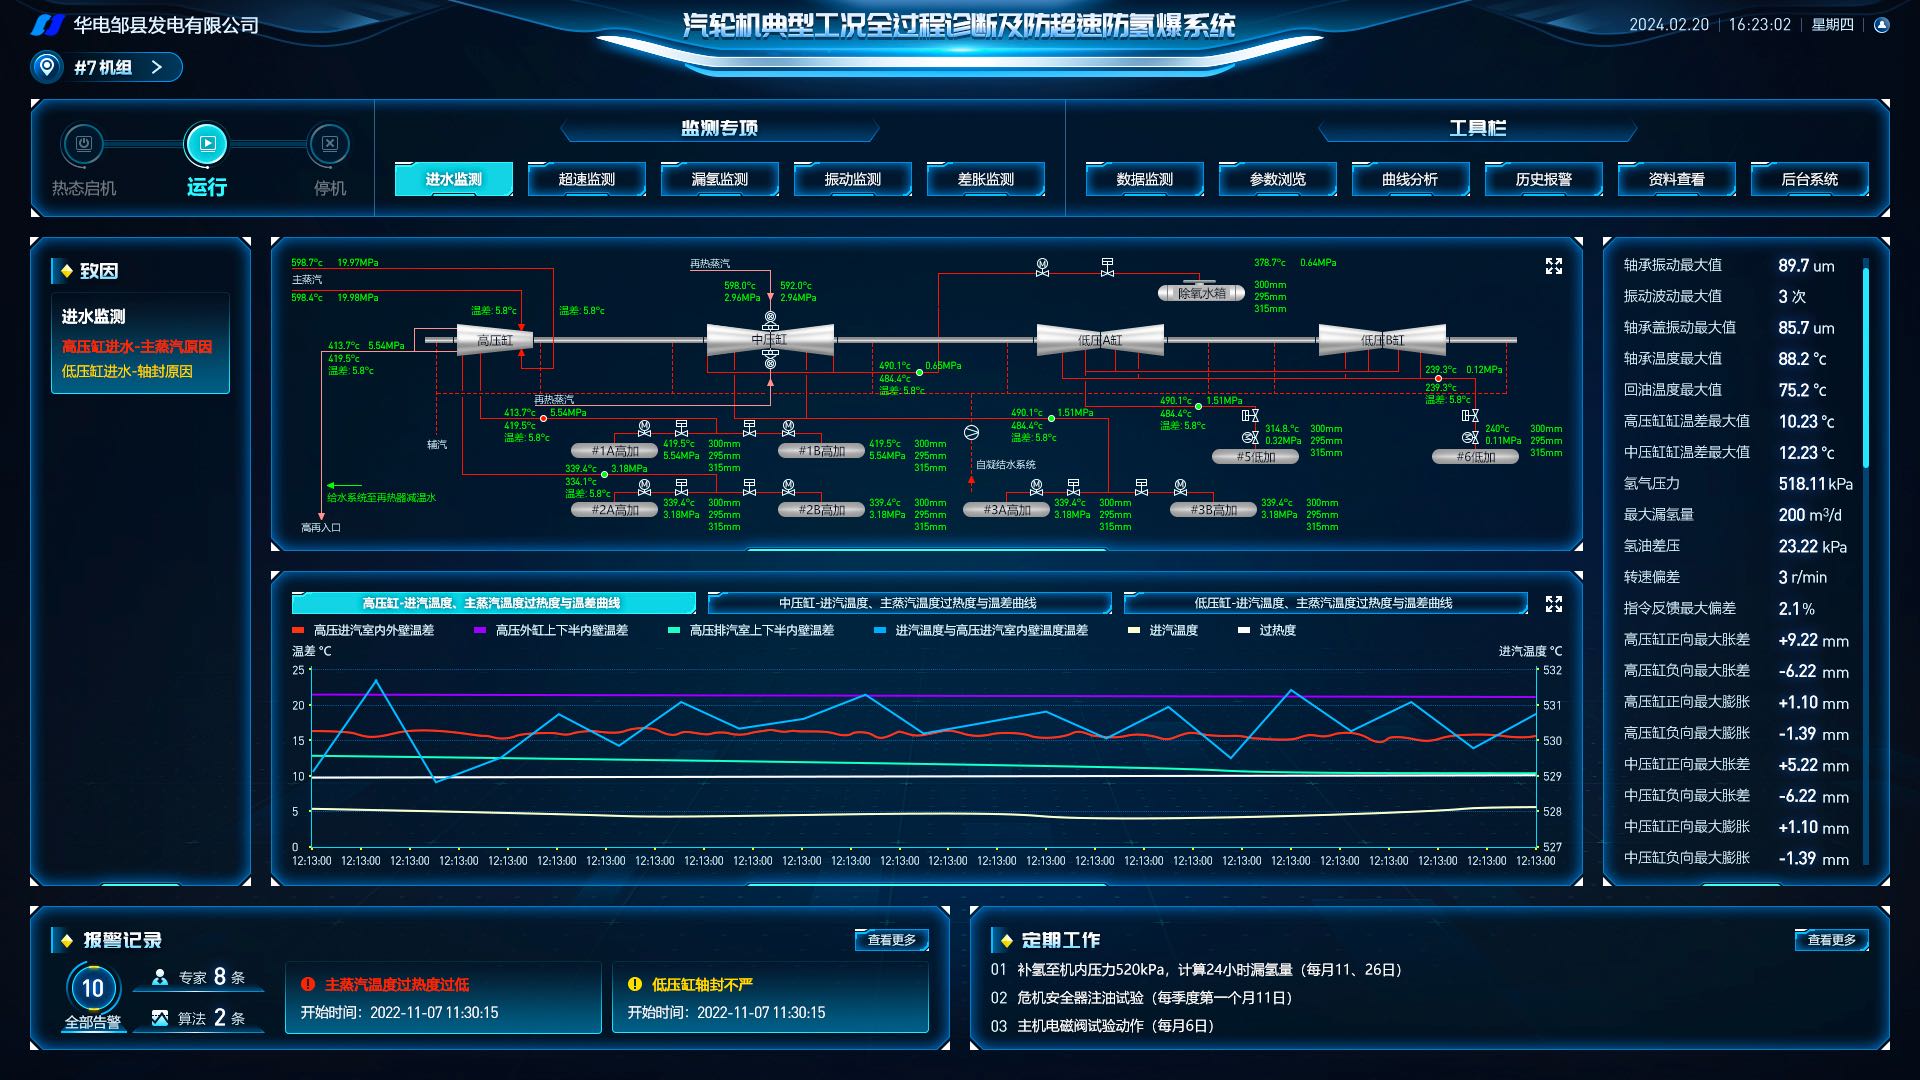 华电邹县发电有限公司
汽轮机典型工况全过程诊断及防超速防氢爆系统
2024.02.20 16:23:02 星期四
#7 机组
热态启机 运行 停机
监测专项
进水监测 超速监测 漏氢监测 振动监测 差胀监测
工具栏
数据监测 参数浏览 曲线分析 历史报警 资料查看 后台系统
致因
进水监测
高压缸进水-主蒸汽原因
低压缸进水-轴封原因
598.7°c 19.97MPa
主蒸汽
598.4°c 19.98MPa
温差: 5.8°c
温差: 5.8°c
再热蒸汽
598.0°c
2.96MPa
592.0°c
2.94MPa
378.7°c 0.64MPa
除氧水箱
300mm
295mm
315mm
高压缸
中压缸
低压A缸
低压B缸
413.7°c 5.54MPa
419.5°c
温差: 5.8°c
490.1°c 0.65MPa
484.4°c
温差: 5.8°c
239.3°c 0.12MPa
239.3°c
温差: 5.8°c
再热蒸汽
413.7°c 5.54MPa
419.5°c
温差: 5.8°c
490.1°c 1.51MPa
484.4°c
温差: 5.8°c
490.1°c 1.51MPa
484.4°c
温差: 5.8°c
辅汽
#1A高加
419.5°c
5.54MPa
300mm
295mm
315mm
#1B高加
419.5°c
5.54MPa
300mm
295mm
315mm
自凝结水系统
#5低加
314.8.°c
0.32MPa
300mm
295mm
315mm
#6低加
240°c
0.11MPa
300mm
295mm
315mm
339.4°c 3.18MPa
334.1°c
温差: 5.8°c
给水系统至再热器减温水
高再入口
#2A高加
339.4°c
3.18MPa
300mm
295mm
315mm
#2B高加
339.4°c
3.18MPa
300mm
295mm
315mm
#3A高加
339.4°c
3.18MPa
300mm
295mm
315mm
#3B高加
339.4°c
3.18MPa
300mm
295mm
315mm
高压缸-进汽温度、主蒸汽温度过热度与温差曲线
中压缸-进汽温度、主蒸汽温度过热度与温差曲线
低压缸-进汽温度、主蒸汽温度过热度与温差曲线
高压进汽室内外壁温差 高压外缸上下半内壁温差 高压排汽室上下半内壁温差 进汽温度与高压进汽室内壁温度温差 进汽温度 过热度
温差 ℃ 进汽温度 ℃
25 532
20 531
15 530
10 529
5 528
0 527
12:13:00 12:13:00 12:13:00 12:13:00 12:13:00 12:13:00 12:13:00 12:13:00 12:13:00 12:13:00 12:13:00 12:13:00 12:13:00 12:13:00 12:13:00 12:13:00 12:13:00 12:13:00 12:13:00 12:13:00 12:13:00 12:13:00 12:13:00 12:13:00 12:13:00 12:13:00
轴承振动最大值 89.7 um
振动波动最大值 3 次
轴承盖振动最大值 85.7 um
轴承温度最大值 88.2 ℃
回油温度最大值 75.2 ℃
高压缸缸温差最大值 10.23 ℃
中压缸缸温差最大值 12.23 ℃
氢气压力 518.11 kPa
最大漏氢量 200 m³/d
氢油差压 23.22 kPa
转速偏差 3 r/min
指令反馈最大偏差 2.1 %
高压缸正向最大胀差 +9.22 mm
高压缸负向最大胀差 -6.22 mm
高压缸正向最大膨胀 +1.10 mm
高压缸负向最大膨胀 -1.39 mm
中压缸正向最大胀差 +5.22 mm
中压缸负向最大胀差 -6.22 mm
中压缸正向最大膨胀 +1.10 mm
中压缸负向最大膨胀 -1.39 mm
报警记录
查看更多
10
全部告警
专家 8 条
算法 2 条
主蒸汽温度过热度过低
开始时间：2022-11-07 11:30:15
低压缸轴封不严
开始时间：2022-11-07 11:30:15
定期工作
查看更多
01 补氢至机内压力520kPa，计算24小时漏氢量（每月11、26日）
02 危机安全器注油试验（每季度第一个月11日）
03 主机电磁阀试验动作（每月6日）